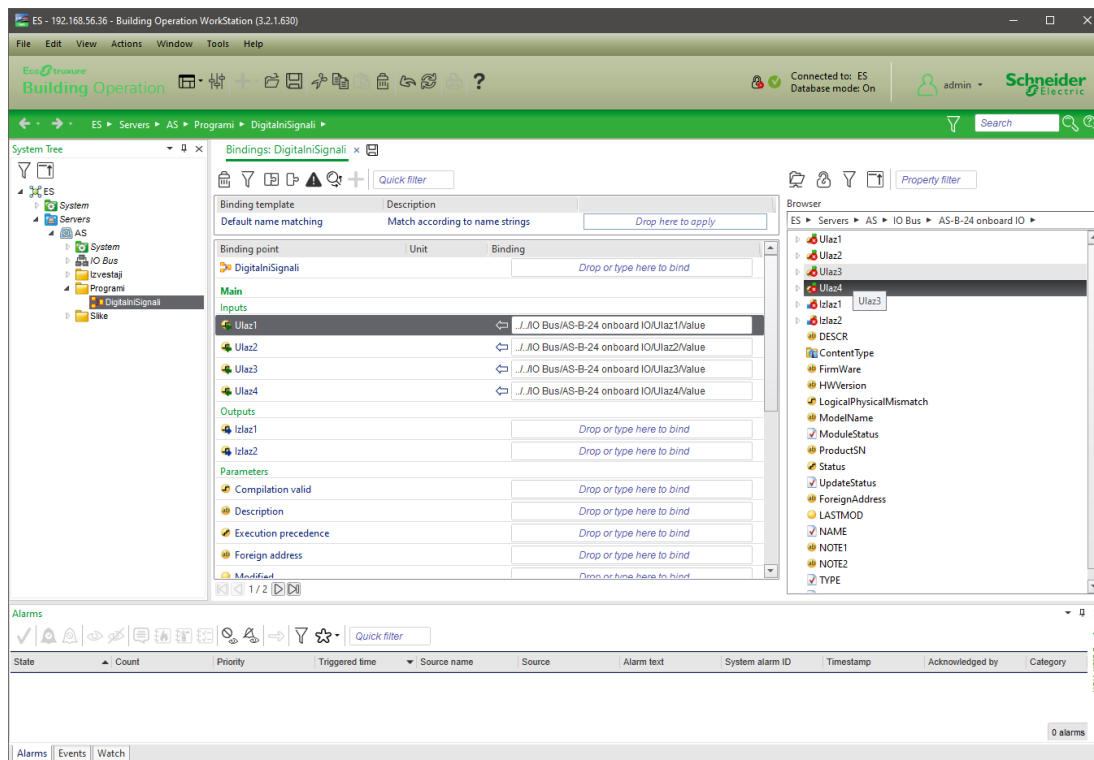 ES - 192.168.56.36 - Building Operation WorkStation (3.2.1.630)
File Edit View Actions Window Tools Help
EcoStruxure
Building Operation
Connected to: ES
Database mode: On
admin
Schneider
Electric
ES Servers AS Programi DigitalniSignali
Search
System Tree
ES
System
Servers
AS
System
IO Bus
Izvestaji
Programi
DigitalniSignali
Slike
Bindings: DigitalniSignali
Quick filter
Binding template Description
Default name matching Match according to name strings Drop here to apply
Binding point Unit Binding
DigitalniSignali Drop or type here to bind
Main
Inputs
Ulaz1 ../../IO Bus/AS-B-24 onboard IO/Ulaz1/Value
Ulaz2 ../../IO Bus/AS-B-24 onboard IO/Ulaz2/Value
Ulaz3 ../../IO Bus/AS-B-24 onboard IO/Ulaz3/Value
Ulaz4 ../../IO Bus/AS-B-24 onboard IO/Ulaz4/Value
Outputs
Izlaz1 Drop or type here to bind
Izlaz2 Drop or type here to bind
Parameters
Compilation valid Drop or type here to bind
Description Drop or type here to bind
Execution precedence Drop or type here to bind
Foreign address Drop or type here to bind
Modified Drop or type here to bind
1 / 2
Property filter
Browser
ES Servers AS IO Bus AS-B-24 onboard IO
Ulaz1
Ulaz2
Ulaz3
Ulaz4
Ulaz3
Izlaz1
Izlaz2
DESCR
ContentType
FirmWare
HWVersion
LogicalPhysicalMismatch
ModelName
ModuleStatus
ProductSN
Status
UpdateStatus
ForeignAddress
LASTMOD
NAME
NOTE1
NOTE2
TYPE
Alarms
Quick filter
State Count Priority Triggered time Source name Source Alarm text System alarm ID Timestamp Acknowledged by Category
0 alarms
Alarms Events Watch